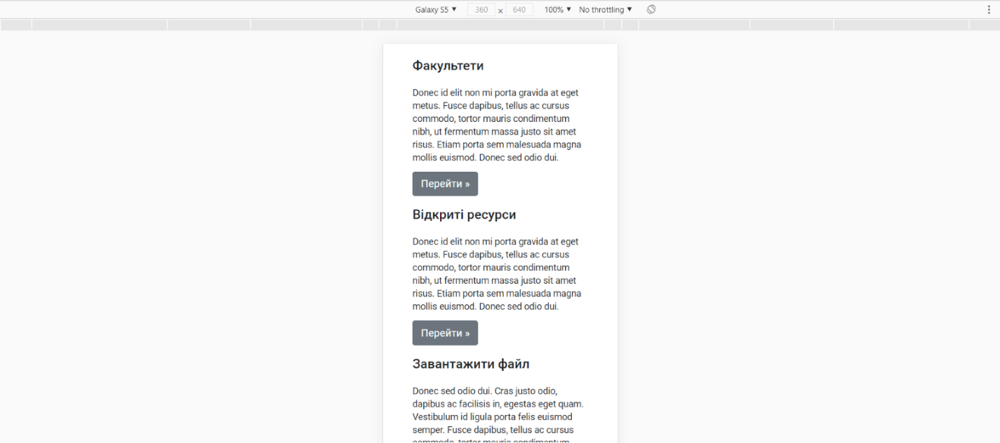 Galaxy S5 ▼ 360 x 640 100% ▼ No throttling ▼
Факультети
Donec id elit non mi porta gravida at eget
metus. Fusce dapibus, tellus ac cursus
commodo, tortor mauris condimentum
nibh, ut fermentum massa justo sit amet
risus. Etiam porta sem malesuada magna
mollis euismod. Donec sed odio dui.
Перейти »
Відкриті ресурси
Donec id elit non mi porta gravida at eget
metus. Fusce dapibus, tellus ac cursus
commodo, tortor mauris condimentum
nibh, ut fermentum massa justo sit amet
risus. Etiam porta sem malesuada magna
mollis euismod. Donec sed odio dui.
Перейти »
Завантажити файл
Donec sed odio dui. Cras justo odio,
dapibus ac facilisis in, egestas eget quam.
Vestibulum id ligula porta felis euismod
semper. Fusce dapibus, tellus ac cursus
commodo, tortor mauris condimentum